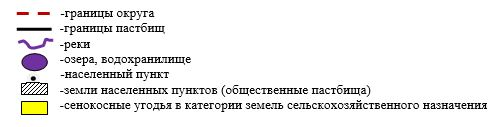 -границы округа
-границы пастбищ
-реки
-озера, водохранилище
-населенный пункт
-земли населенных пунктов (общественные пастбища)
-сенокосные угодья в категории земель сельскохозяйственного назначения